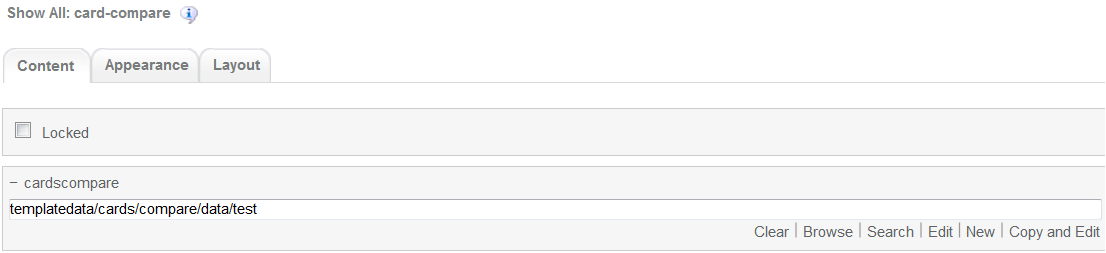 Show All: card-compare
Content Appearance Layout
Locked
− cardscompare
templatedata/cards/compare/data/test
Clear | Browse | Search | Edit | New | Copy and Edit